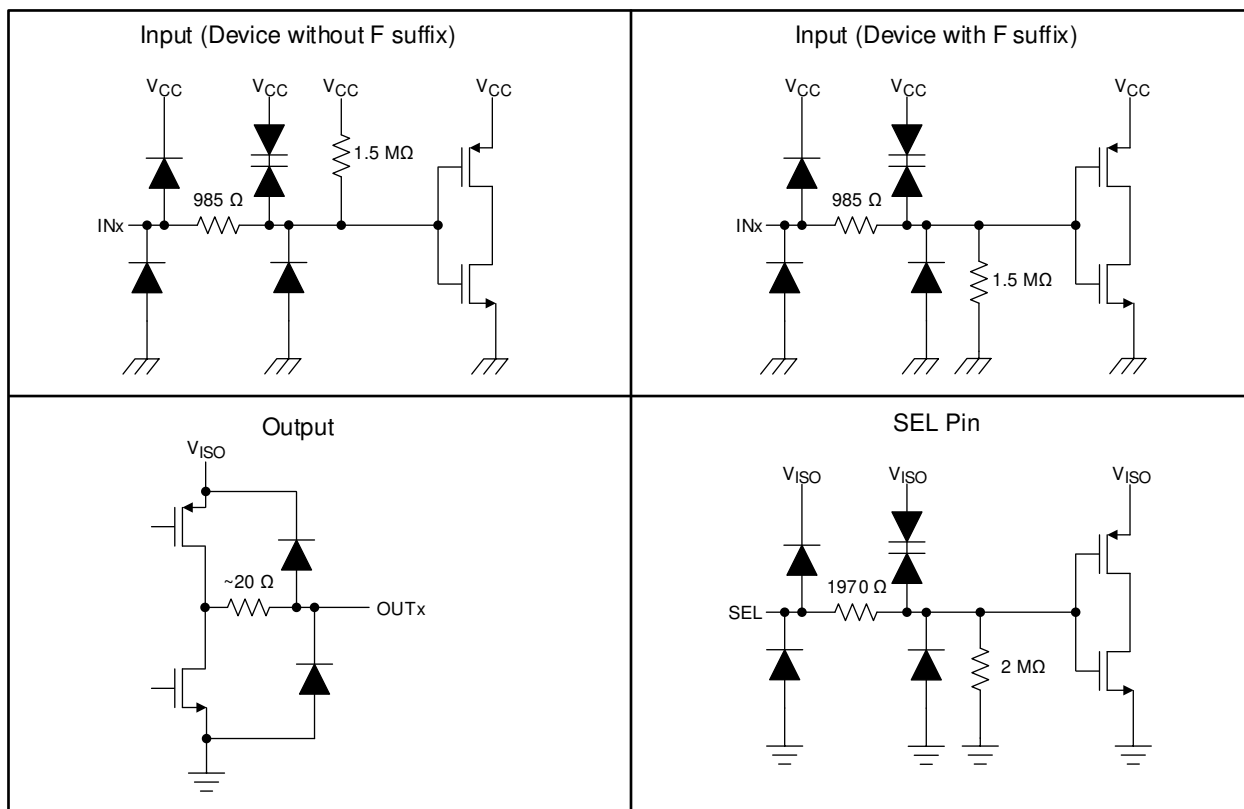 Input (Device without F suffix)
VCC
VCC
VCC
VCC
1.5 MΩ
985 Ω
INx
Input (Device with F suffix)
VCC
VCC
VCC
985 Ω
INx
1.5 MΩ
Output
VISO
~20 Ω
OUTx
SEL Pin
VISO
VISO
VISO
1970 Ω
SEL
2 MΩ